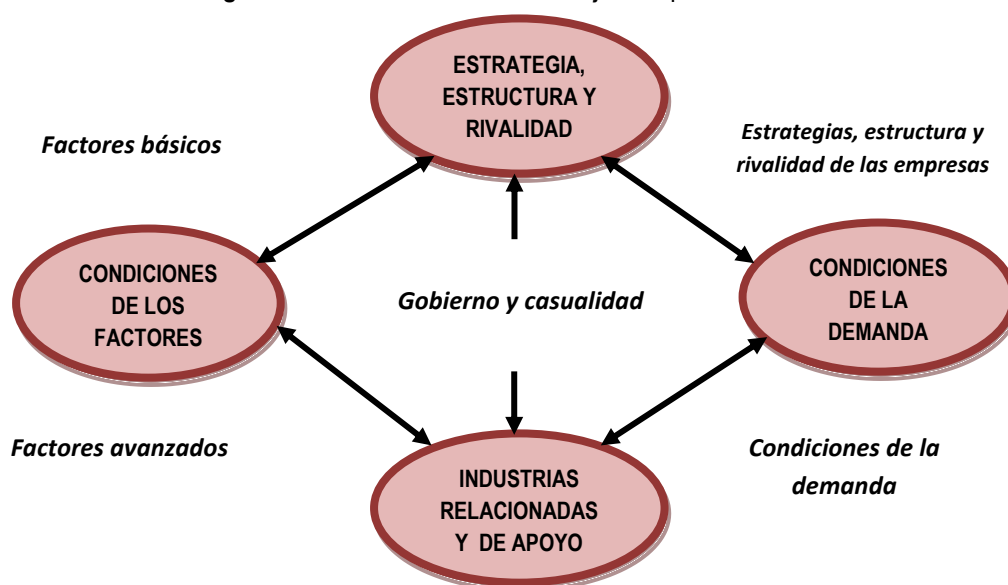 ESTRATEGIA,
ESTRUCTURA Y
RIVALIDAD
Factores básicos
Estrategias, estructura y
rivalidad de las empresas
CONDICIONES
DE LOS
FACTORES
Gobierno y casualidad
CONDICIONES
DE LA
DEMANDA
Factores avanzados
Condiciones de la
demanda
INDUSTRIAS
RELACIONADAS
Y DE APOYO